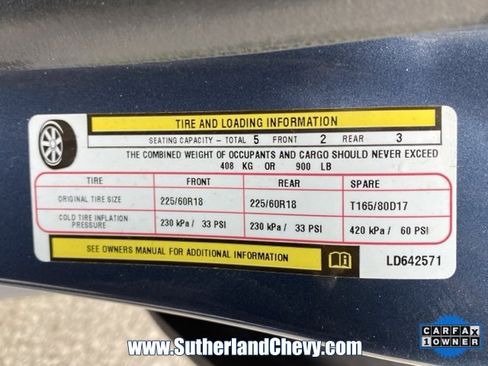 TIRE AND LOADING INFORMATION
SEATING CAPACITY - TOTAL 5 FRONT 2 REAR 3
THE COMBINED WEIGHT OF OCCUPANTS AND CARGO SHOULD NEVER EXCEED
408 KG OR 900 LB
TIRE FRONT REAR SPARE
ORIGINAL TIRE SIZE 225/60R18 225/60R18 T165/80D17
COLD TIRE INFLATION PRESSURE 230 kPa / 33 PSI 230 kPa / 33 PSI 420 kPa / 60 PSI
SEE OWNERS MANUAL FOR ADDITIONAL INFORMATION
LD642571
CARFAX
1 OWNER
www.SutherlandChevy.com